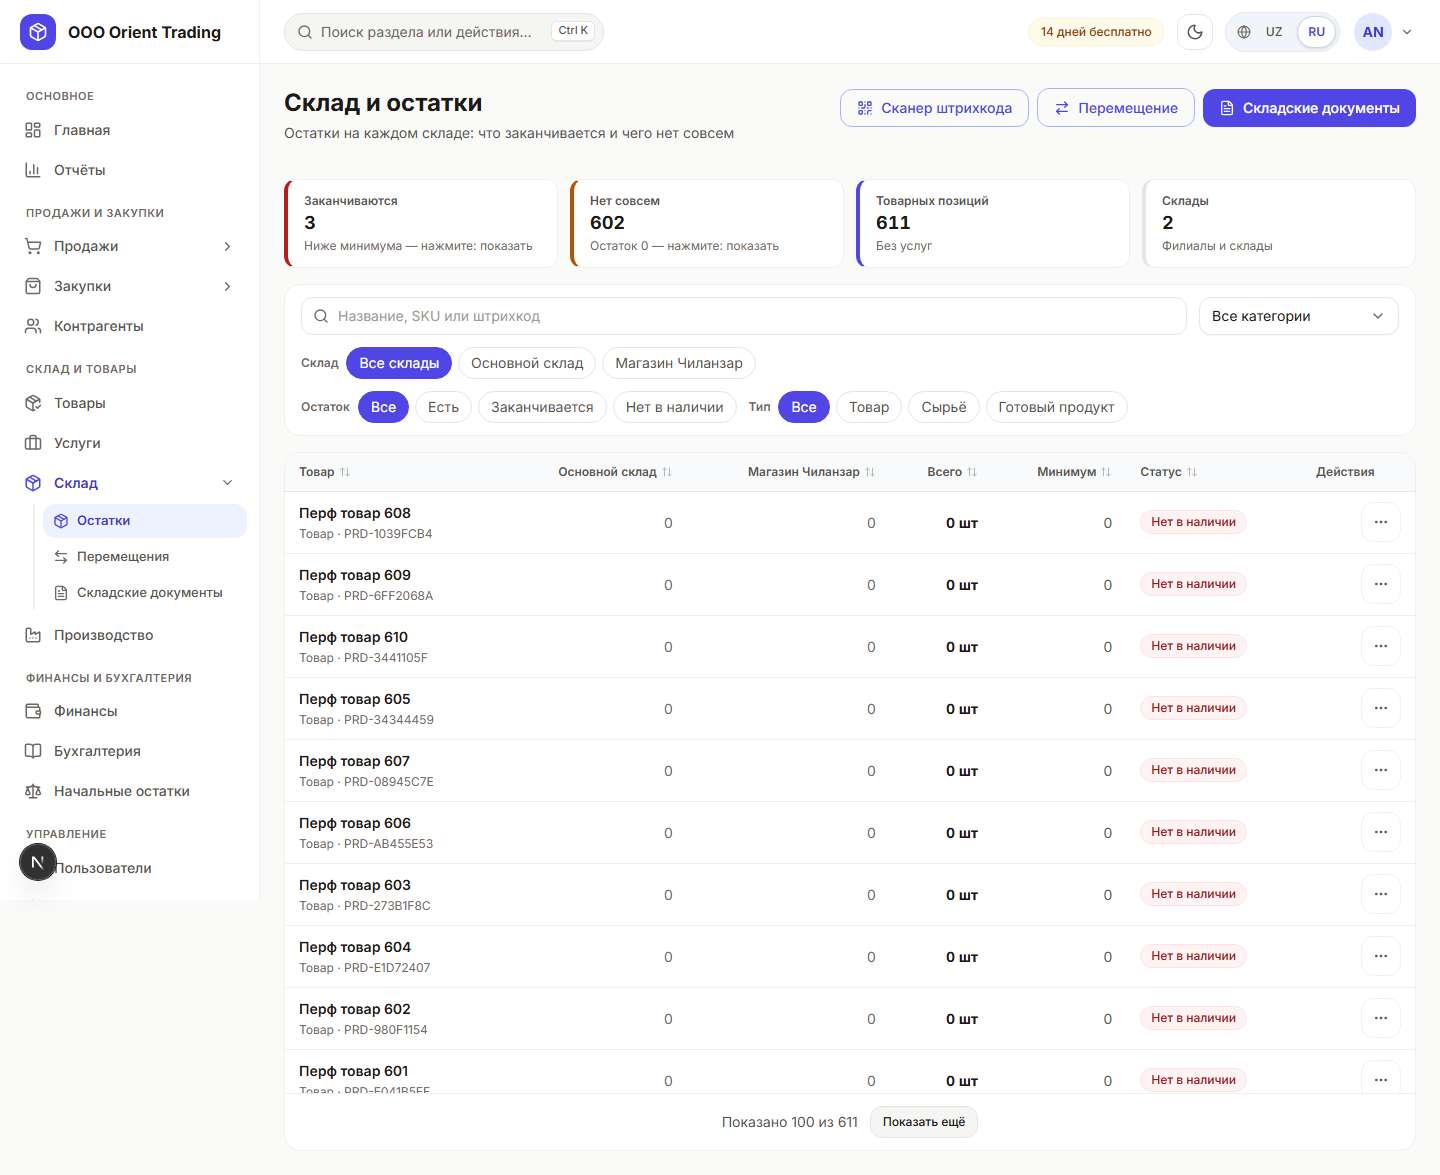 ООО Orient Trading
Поиск раздела или действия...
Ctrl K
14 дней бесплатно
UZ
RU
AN
ОСНОВНОЕ
Главная
Отчёты
ПРОДАЖИ И ЗАКУПКИ
Продажи
Закупки
Контрагенты
СКЛАД И ТОВАРЫ
Товары
Услуги
Склад
Остатки
Перемещения
Складские документы
Производство
ФИНАНСЫ И БУХГАЛТЕРИЯ
Финансы
Бухгалтерия
Начальные остатки
УПРАВЛЕНИЕ
N
Пользователи
Склад и остатки
Остатки на каждом складе: что заканчивается и чего нет совсем
Сканер штрихкода
Перемещение
Складские документы
Заканчиваются
3
Ниже минимума — нажмите: показать
Нет совсем
602
Остаток 0 — нажмите: показать
Товарных позиций
611
Без услуг
Склады
2
Филиалы и склады
Название, SKU или штрихкод
Все категории
Склад Все склады Основной склад Магазин Чиланзар
Остаток Все Есть Заканчивается Нет в наличии Тип Все Товар Сырьё Готовый продукт
Товар Основной склад Магазин Чиланзар Всего Минимум Статус Действия
Перф товар 608
Товар · PRD-1039FCB4
0 0 0 шт 0 Нет в наличии
Перф товар 609
Товар · PRD-6FF2068A
0 0 0 шт 0 Нет в наличии
Перф товар 610
Товар · PRD-3441105F
0 0 0 шт 0 Нет в наличии
Перф товар 605
Товар · PRD-34344459
0 0 0 шт 0 Нет в наличии
Перф товар 607
Товар · PRD-08945C7E
0 0 0 шт 0 Нет в наличии
Перф товар 606
Товар · PRD-AB455E53
0 0 0 шт 0 Нет в наличии
Перф товар 603
Товар · PRD-273B1F8C
0 0 0 шт 0 Нет в наличии
Перф товар 604
Товар · PRD-E1D72407
0 0 0 шт 0 Нет в наличии
Перф товар 602
Товар · PRD-980F1154
0 0 0 шт 0 Нет в наличии
Перф товар 601
Товар ·
0 0 0 шт 0 Нет в наличии
Показано 100 из 611
Показать ещё